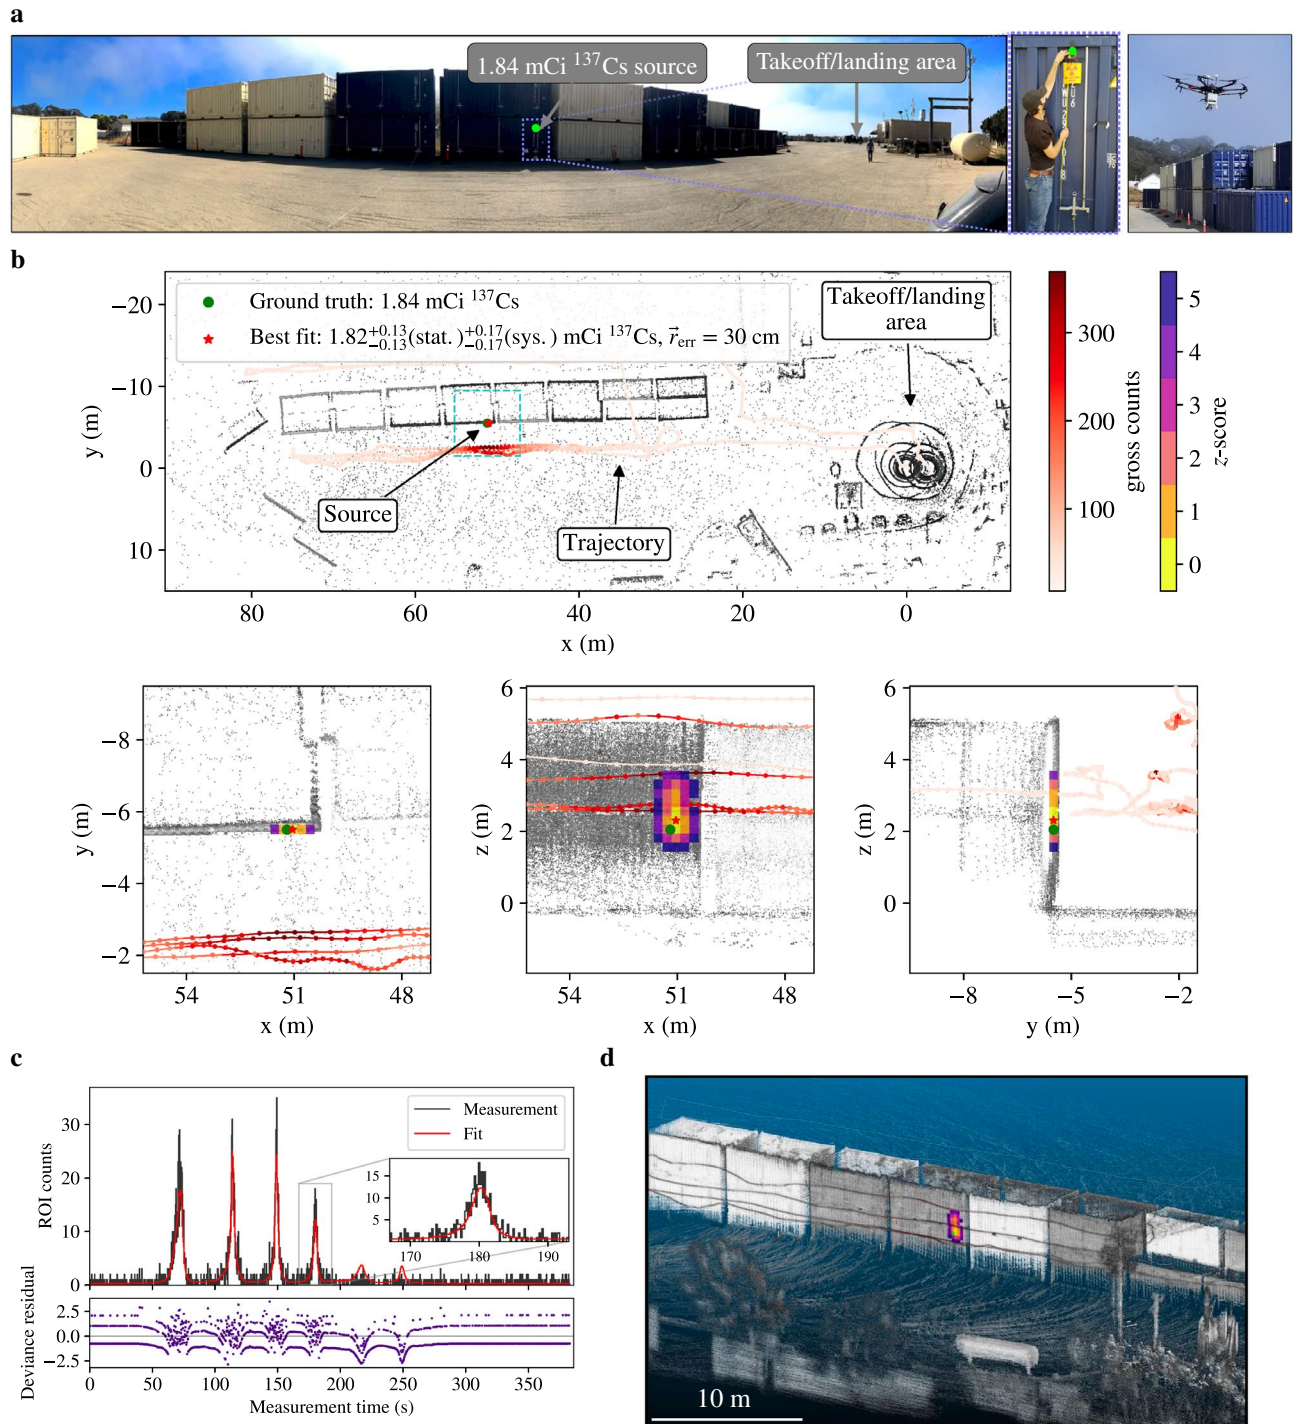 a
1.84 mCi ¹³⁷Cs source
Takeoff/landing area
b
Ground truth: 1.84 mCi ¹³⁷Cs
Best fit: 1.82⁺⁰·¹³₋₀.₁₃(stat.)⁺⁰·¹⁷₋₀.₁₇(sys.) mCi ¹³⁷Cs, r⃗err = 30 cm
Takeoff/landing
area
Source
Trajectory
−20
−10
0
10
y (m)
80 60 40 20 0
x (m)
300
200
100
gross counts
5
4
3
2
1
0
z-score
−8
−6
−4
−2
y (m)
54 51 48
x (m)
6
4
2
0
z (m)
54 51 48
x (m)
6
4
2
0
z (m)
−8 −5 −2
y (m)
c
30
20
10
0
ROI counts
Measurement
Fit
15
10
5
170 180 190
2.5
0.0
−2.5
Deviance residual
0 50 100 150 200 250 300 350
Measurement time (s)
d
10 m